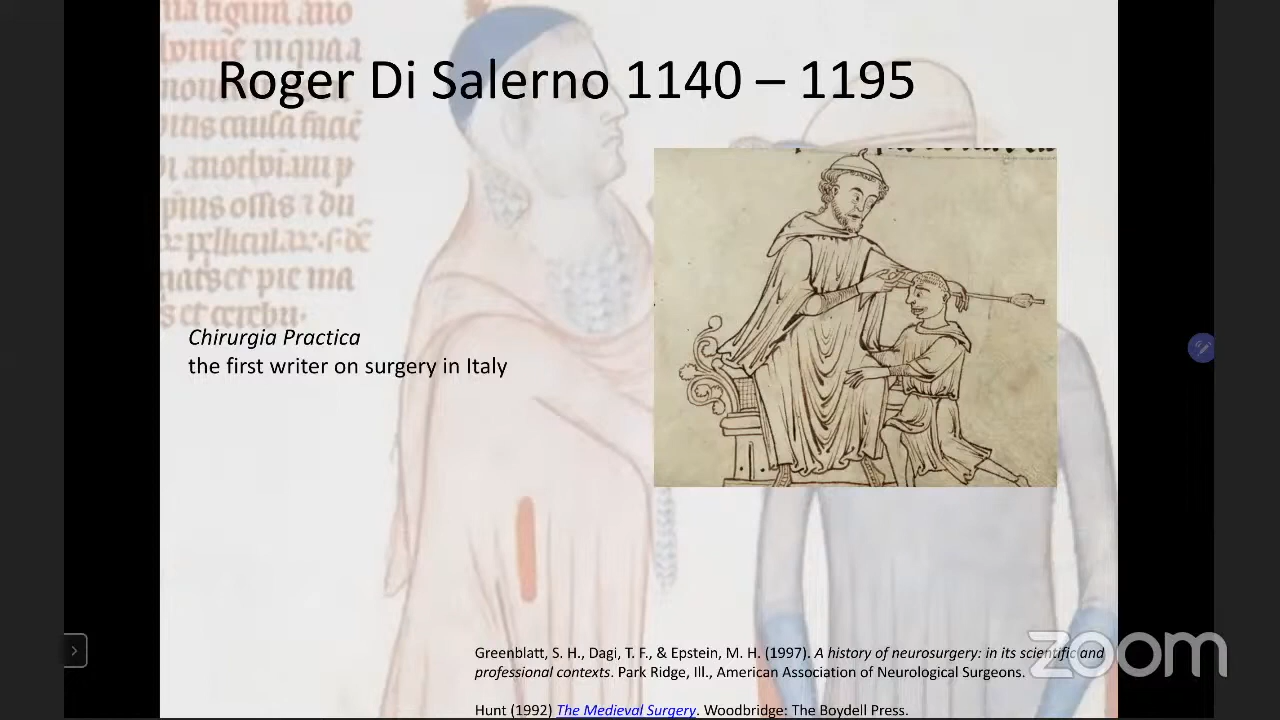 Roger Di Salerno 1140 – 1195
Chirurgia Practica
the first writer on surgery in Italy
Greenblatt, S. H., Dagi, T. F., & Epstein, M. H. (1997). A history of neurosurgery: in its scientific and
professional contexts. Park Ridge, Ill., American Association of Neurological Surgeons.
Hunt (1992) The Medieval Surgery. Woodbridge: The Boydell Press.
zoom